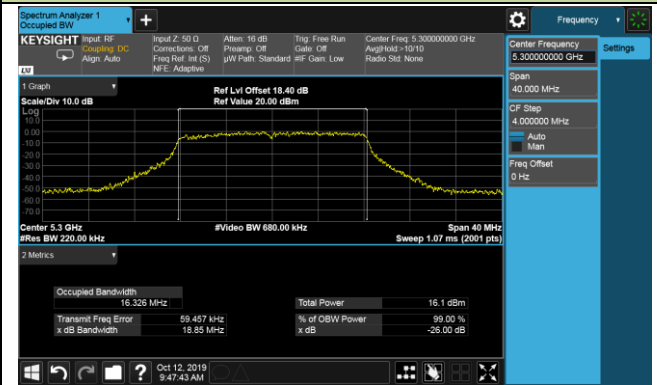 Spectrum Analyzer 1
Occupied BW
+
Frequency
KEYSIGHT
Input: RF
Coupling: DC
Align: Auto
LXI
Input Z: 50 Ω
Corrections: Off
Freq Ref: Int (S)
NFE: Adaptive
Atten: 16 dB
Preamp: Off
µW Path: Standard
Trig: Free Run
Gate: Off
#IF Gain: Low
Center Freq: 5.300000000 GHz
Avg|Hold:>10/10
Radio Std: None
Center Frequency
5.300000000 GHz
Settings
Span
40.000 MHz
CF Step
4.000000 MHz
Auto
Man
Freq Offset
0 Hz
1 Graph
Scale/Div 10.0 dB
Ref Lvl Offset 18.40 dB
Ref Value 20.00 dBm
Log
10.0
0.00
-10.0
-20.0
-30.0
-40.0
-50.0
-60.0
-70.0
Center 5.3 GHz
#Video BW 680.00 kHz
Span 40 MHz
#Res BW 220.00 kHz
Sweep 1.07 ms (2001 pts)
2 Metrics
Occupied Bandwidth
16.326 MHz
Total Power 16.1 dBm
Transmit Freq Error 59.457 kHz
% of OBW Power 99.00 %
x dB Bandwidth 18.85 MHz
x dB -26.00 dB
?
Oct 12, 2019
9:47:43 AM